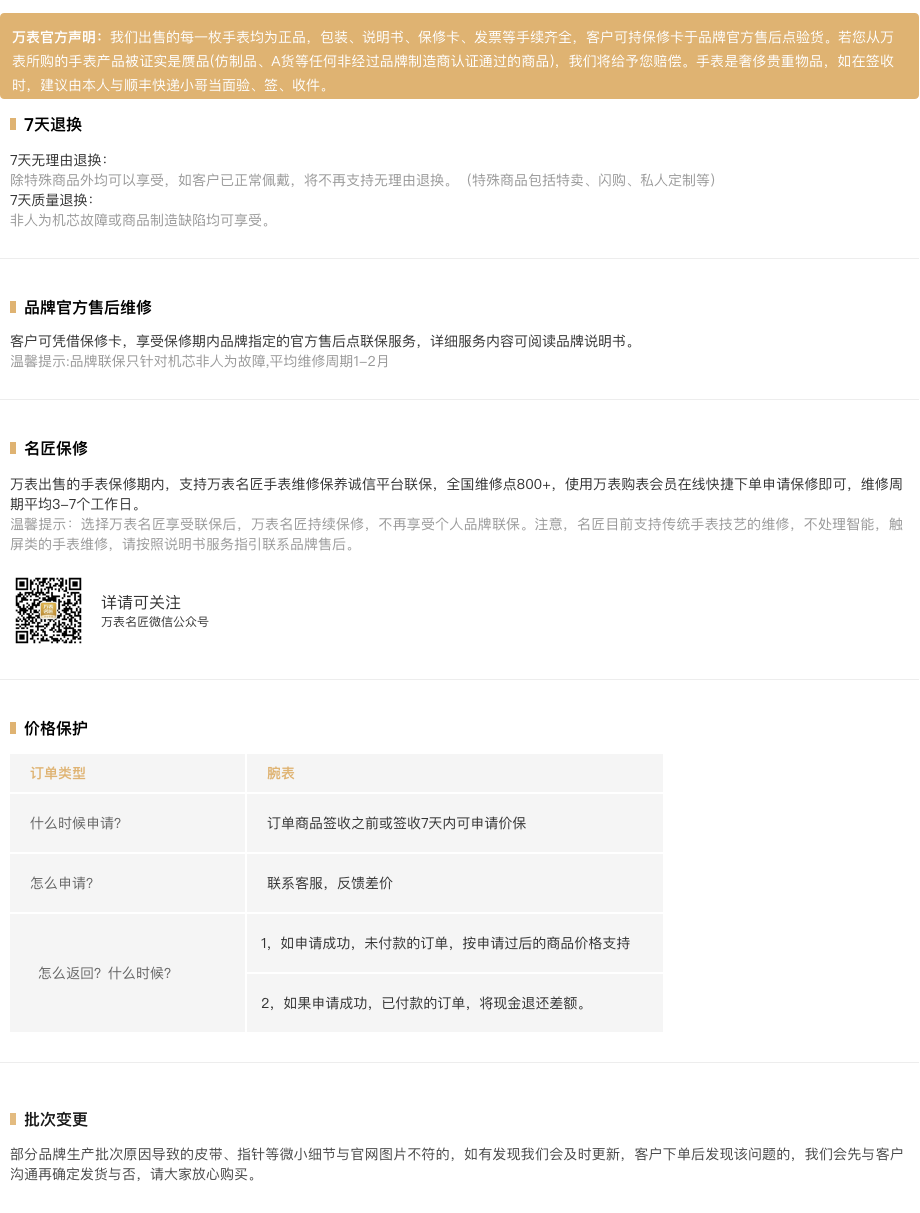 万表官方声明：我们出售的每一枚手表均为正品，包装、说明书、保修卡、发票等手续齐全，客户可持保修卡于品牌官方售后点验货。若您从万
表所购的手表产品被证实是赝品(仿制品、A货等任何非经过品牌制造商认证通过的商品)，我们将给予您赔偿。手表是奢侈贵重物品，如在签收
时，建议由本人与顺丰快递小哥当面验、签、收件。
7天退换
7天无理由退换：
除特殊商品外均可以享受，如客户已正常佩戴，将不再支持无理由退换。（特殊商品包括特卖、闪购、私人定制等）
7天质量退换：
非人为机芯故障或商品制造缺陷均可享受。
品牌官方售后维修
客户可凭借保修卡，享受保修期内品牌指定的官方售后点联保服务，详细服务内容可阅读品牌说明书。
温馨提示:品牌联保只针对机芯非人为故障,平均维修周期1-2月
名匠保修
万表出售的手表保修期内，支持万表名匠手表维修保养诚信平台联保，全国维修点800+，使用万表购表会员在线快捷下单申请保修即可，维修周
期平均3-7个工作日。
温馨提示：选择万表名匠享受联保后，万表名匠持续保修，不再享受个人品牌联保。注意，名匠目前支持传统手表技艺的维修，不处理智能，触
屏类的手表维修，请按照说明书服务指引联系品牌售后。
详请可关注
万表名匠微信公众号
价格保护
订单类型 腕表
什么时候申请? 订单商品签收之前或签收7天内可申请价保
怎么申请? 联系客服，反馈差价
怎么返回？什么时候?
1，如申请成功，未付款的订单，按申请过后的商品价格支持
2，如果申请成功，已付款的订单，将现金退还差额。
批次变更
部分品牌生产批次原因导致的皮带、指针等微小细节与官网图片不符的，如有发现我们会及时更新，客户下单后发现该问题的，我们会先与客户
沟通再确定发货与否，请大家放心购买。